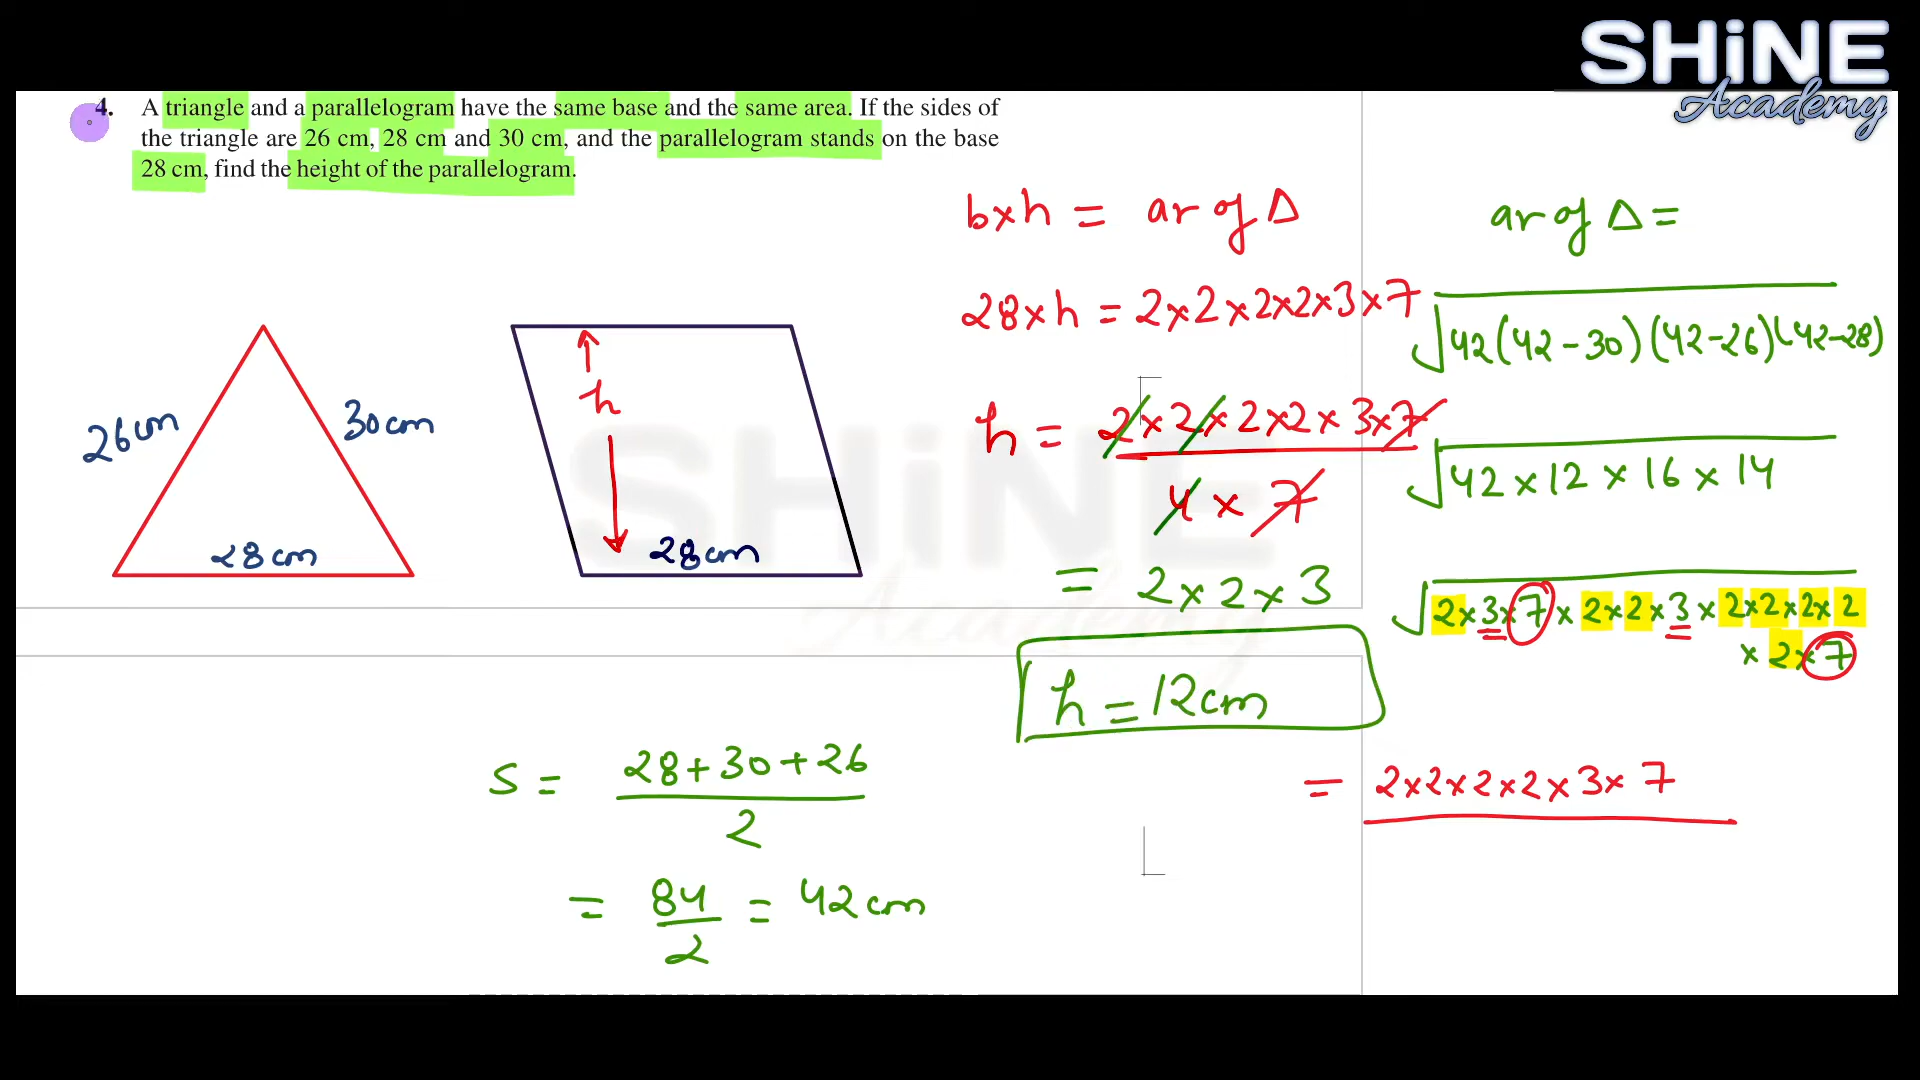 SHiNE
Academy
4. A triangle and a parallelogram have the same base and the same area. If the sides of
the triangle are 26 cm, 28 cm and 30 cm, and the parallelogram stands on the base
28 cm, find the height of the parallelogram.
b×h = ar of Δ
28×h = 2×2×2×2×3×7
h = 2×2×2×2×3×7
4 × 7
= 2×2×3
h = 12cm
ar of Δ =
√42(42-30)(42-26)(42-28)
√42×12×16×14
√2×3×7×2×2×3×2×2×2×2
×2×7
= 2×2×2×2×3×7
26cm
30cm
28cm
h
28cm
SHiNE
Academy
S = 28+30+26
2
= 84 = 42cm
2